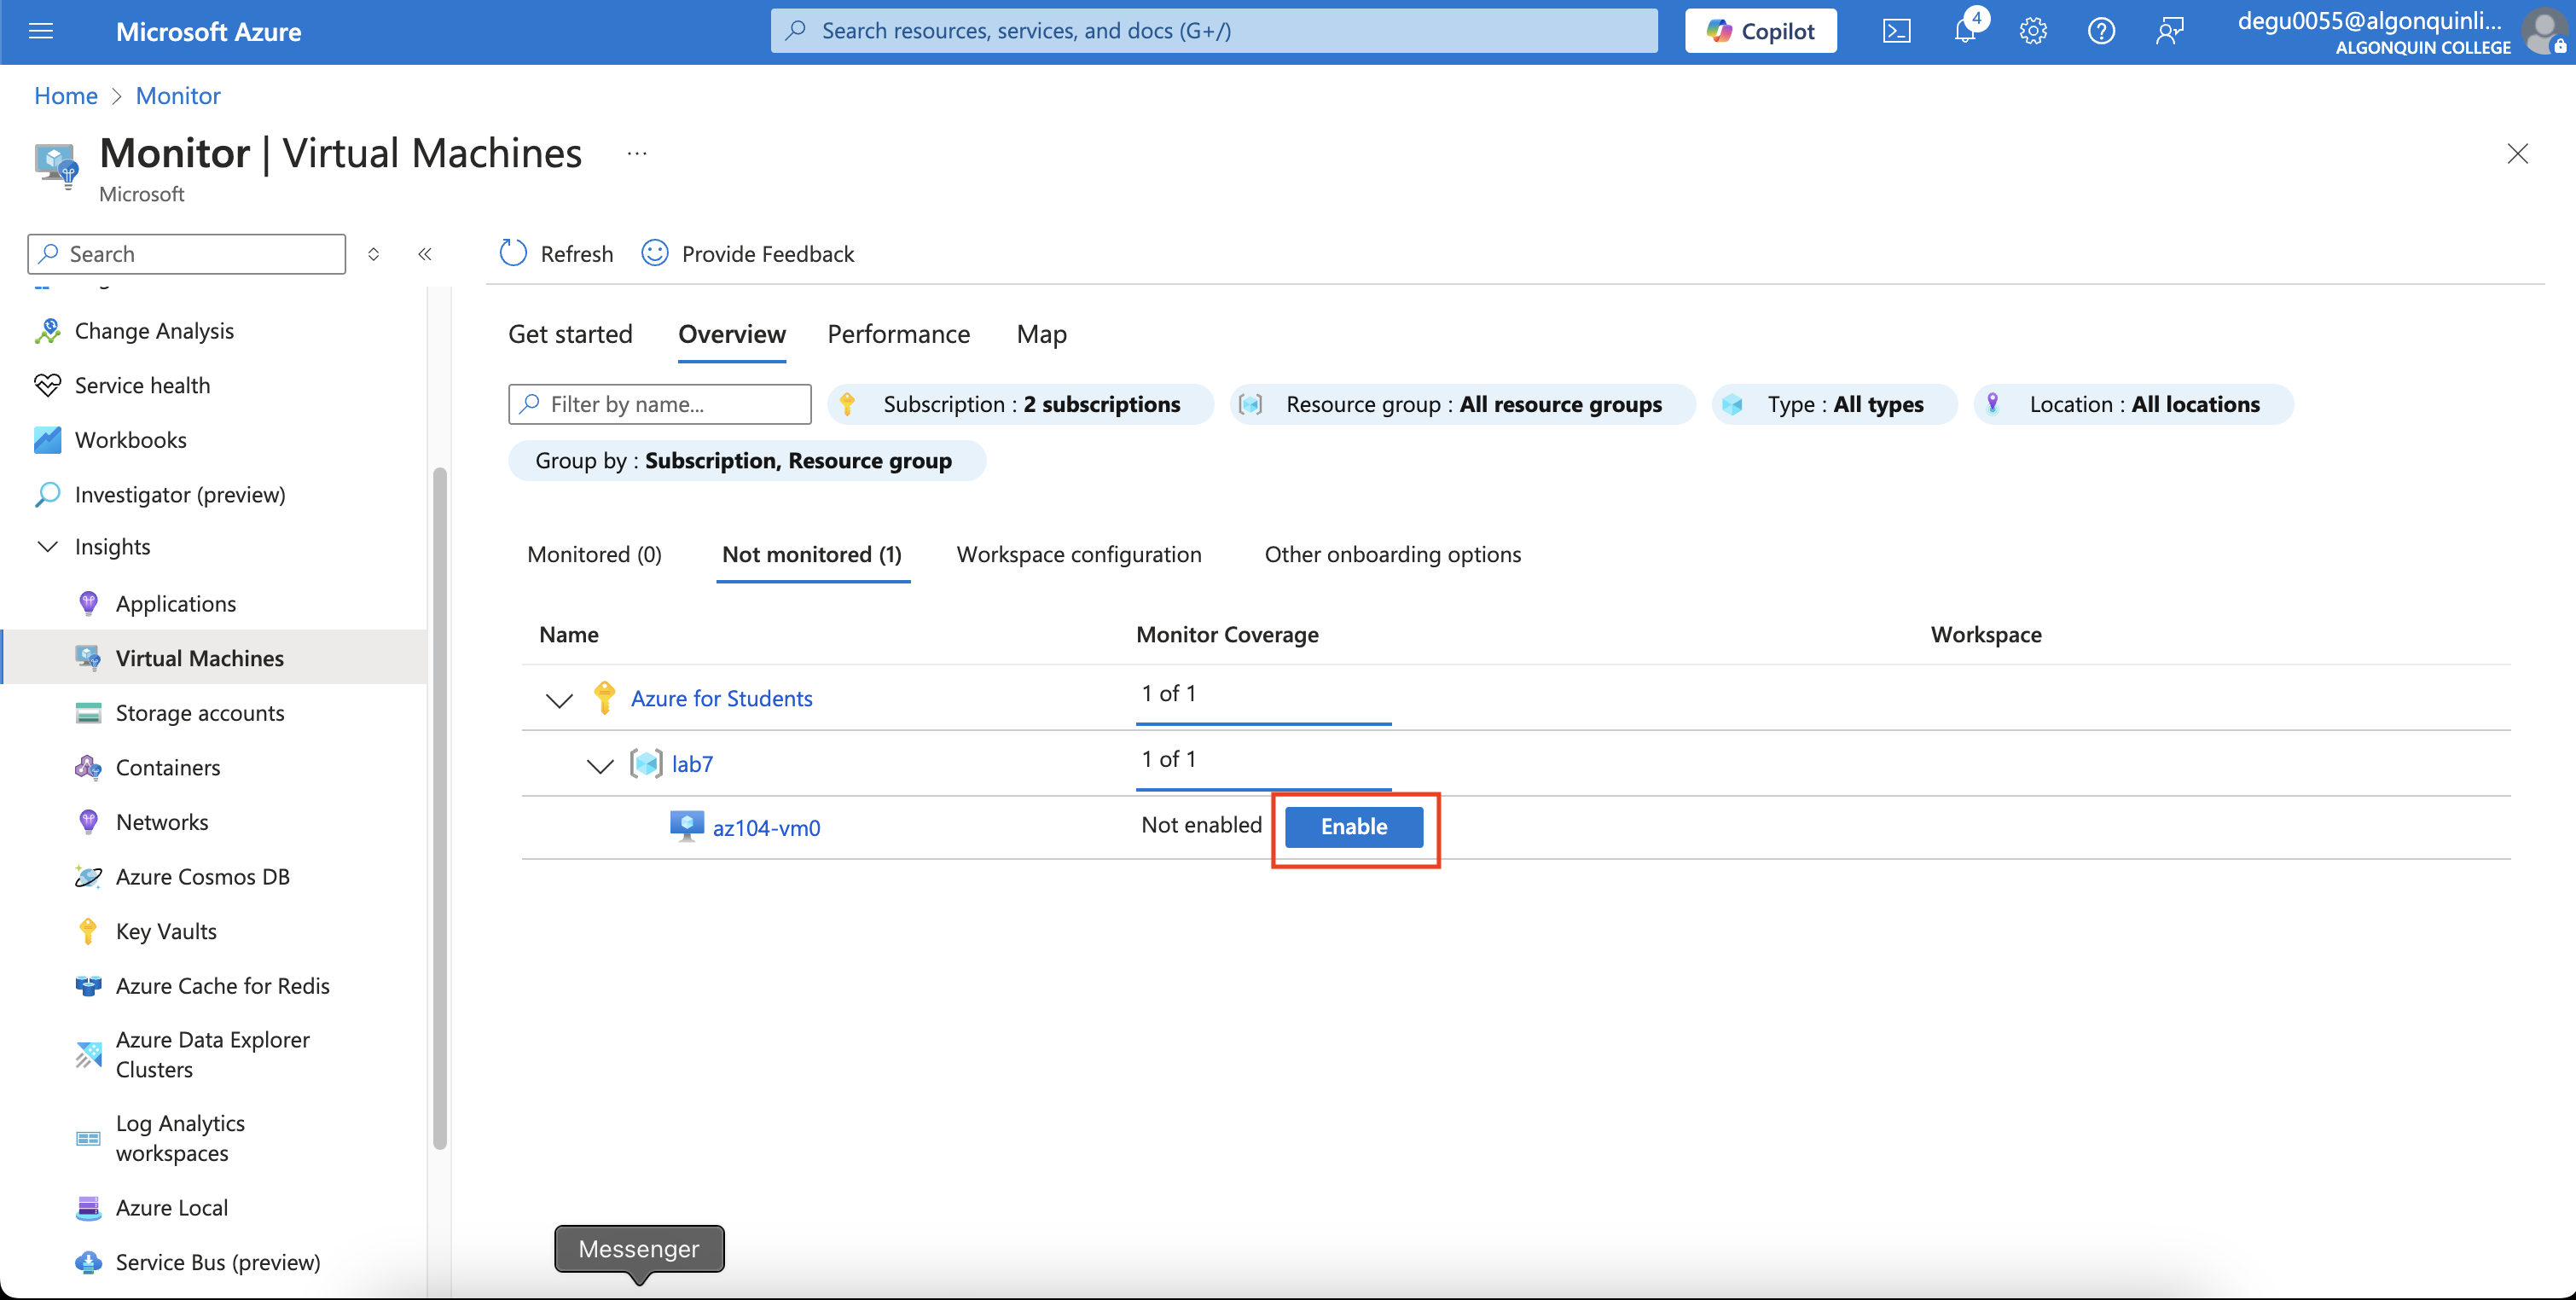 Microsoft Azure
Search resources, services, and docs (G+/)
Copilot
4
degu0055@algonquinli...
ALGONQUIN COLLEGE
Home > Monitor
Monitor | Virtual Machines ...
Microsoft
Search
Refresh
Provide Feedback
Change Analysis
Service health
Workbooks
Investigator (preview)
Insights
Applications
Virtual Machines
Storage accounts
Containers
Networks
Azure Cosmos DB
Key Vaults
Azure Cache for Redis
Azure Data Explorer
Clusters
Log Analytics
workspaces
Azure Local
Service Bus (preview)
Get started
Overview
Performance
Map
Filter by name...
Subscription : 2 subscriptions
Resource group : All resource groups
Type : All types
Location : All locations
Group by : Subscription, Resource group
Monitored (0)
Not monitored (1)
Workspace configuration
Other onboarding options
Name
Monitor Coverage
Workspace
Azure for Students
1 of 1
lab7
1 of 1
az104-vm0
Not enabled
Enable
Messenger